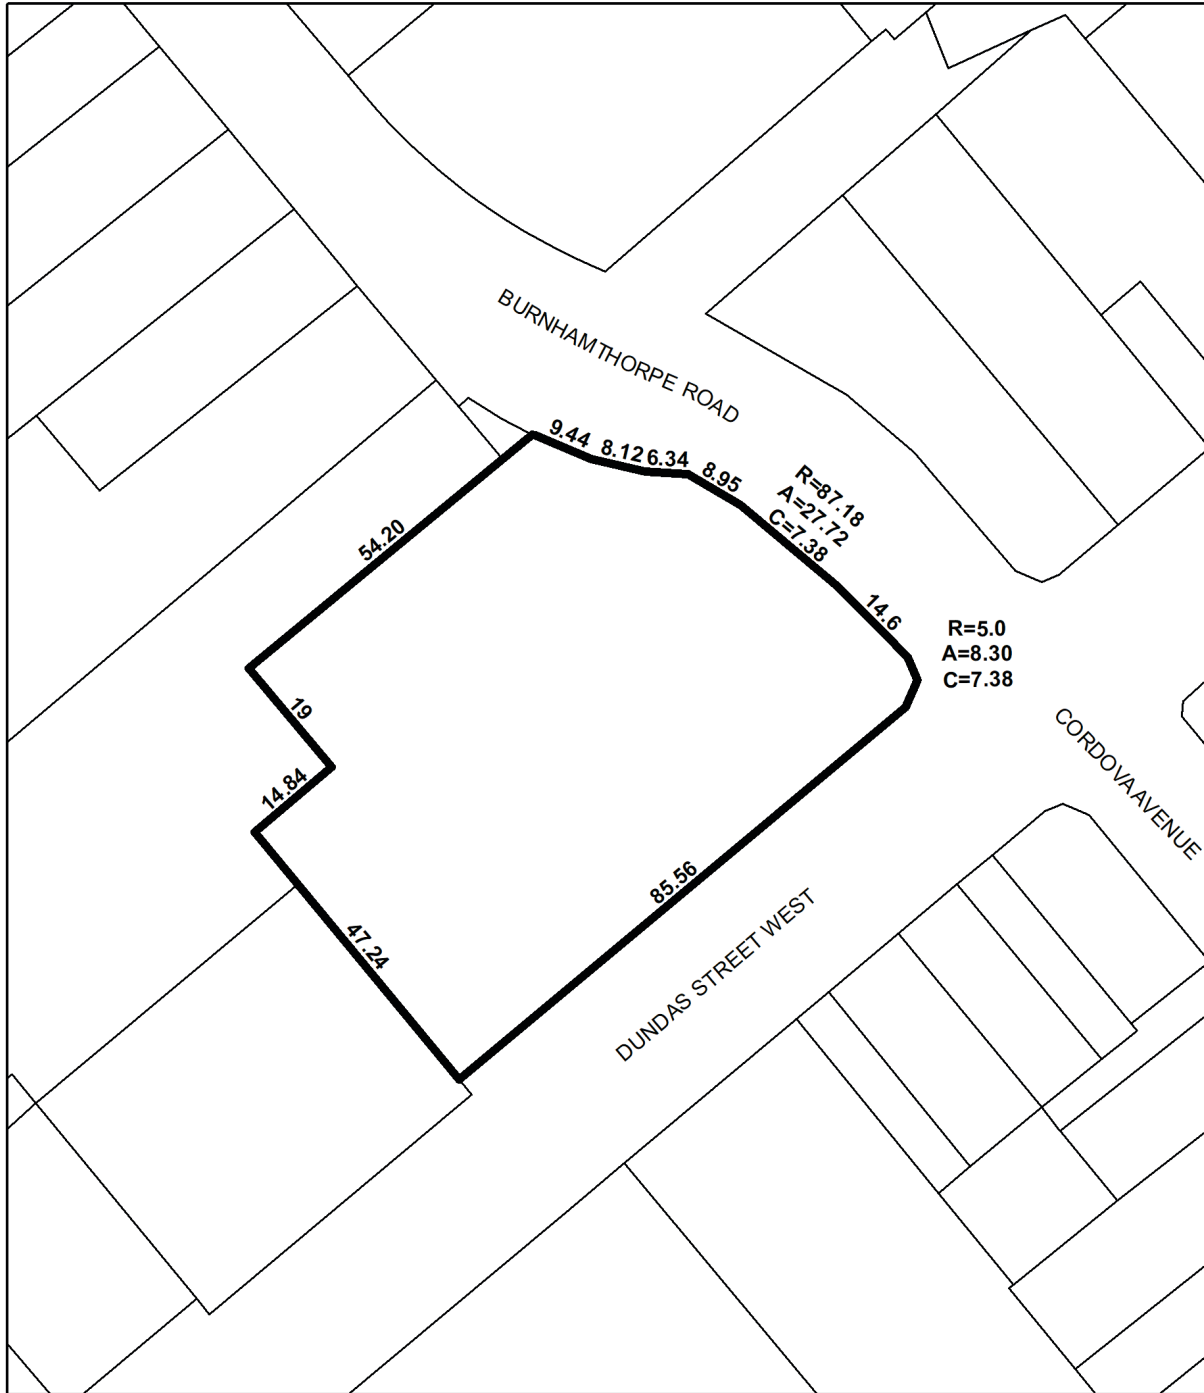 BURNHAMTHORPE ROAD
9.44
8.12
6.34
8.95
R=87.18
A=27.72
C=7.38
54.20
14.6
R=5.0
A=8.30
C=7.38
19
CORDOVA AVENUE
14.84
85.56
47.24
DUNDAS STREET WEST